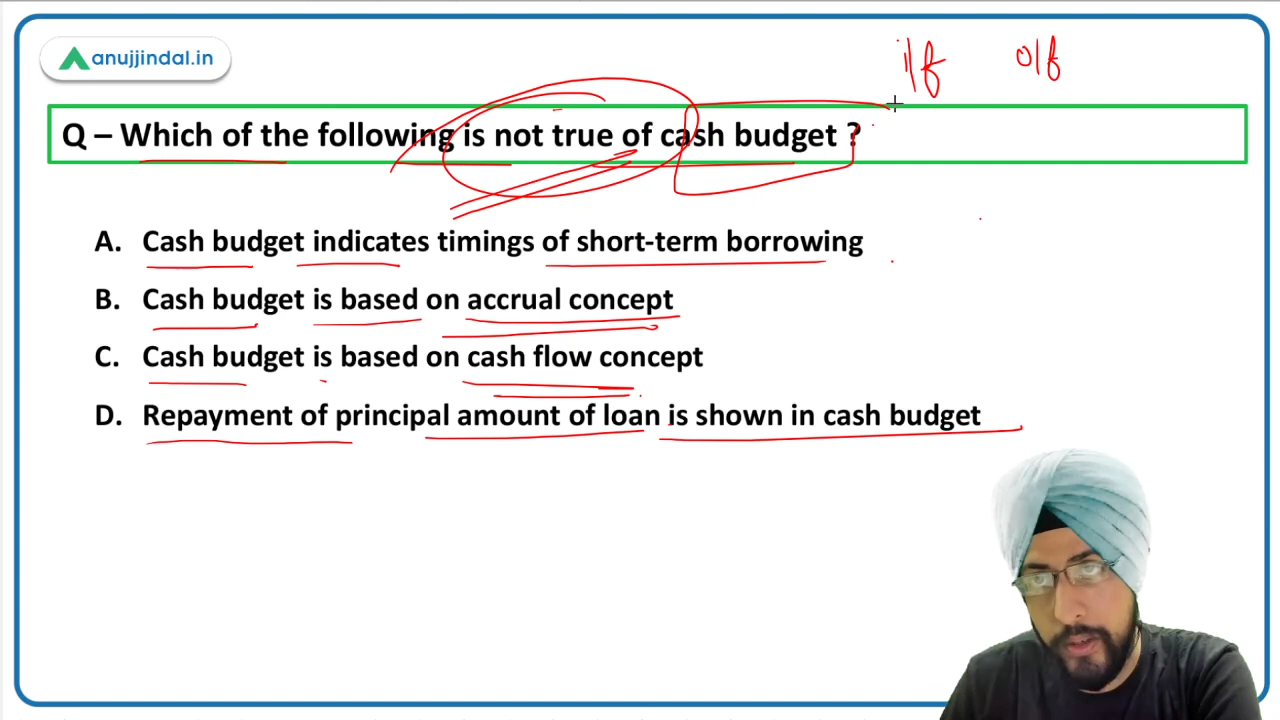 anujjindal.in
i/f o/f
Q – Which of the following is not true of cash budget ?
A. Cash budget indicates timings of short-term borrowing
B. Cash budget is based on accrual concept
C. Cash budget is based on cash flow concept
D. Repayment of principal amount of loan is shown in cash budget